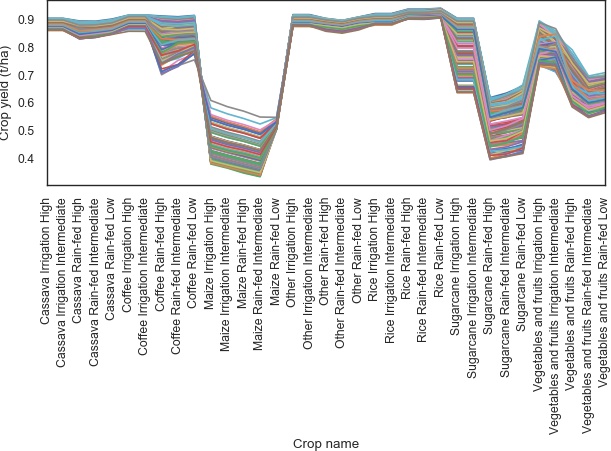 0.9
0.8
0.7
0.6
0.5
0.4
Crop yield (t/ha)
Cassava Irrigation High
Cassava Irrigation Intermediate
Cassava Rain-fed High
Cassava Rain-fed Intermediate
Cassava Rain-fed Low
Coffee Irrigation High
Coffee Irrigation Intermediate
Coffee Rain-fed High
Coffee Rain-fed Intermediate
Coffee Rain-fed Low
Maize Irrigation High
Maize Irrigation Intermediate
Maize Rain-fed High
Maize Rain-fed Intermediate
Maize Rain-fed Low
Other Irrigation High
Other Irrigation Intermediate
Other Rain-fed High
Other Rain-fed Intermediate
Other Rain-fed Low
Rice Irrigation High
Rice Irrigation Intermediate
Rice Rain-fed High
Rice Rain-fed Intermediate
Rice Rain-fed Low
Sugarcane Irrigation High
Sugarcane Irrigation Intermediate
Sugarcane Rain-fed High
Sugarcane Rain-fed Intermediate
Sugarcane Rain-fed Low
Vegetables and fruits Irrigation High
Vegetables and fruits Irrigation Intermediate
Vegetables and fruits Rain-fed High
Vegetables and fruits Rain-fed Intermediate
Vegetables and fruits Rain-fed Low
Crop name